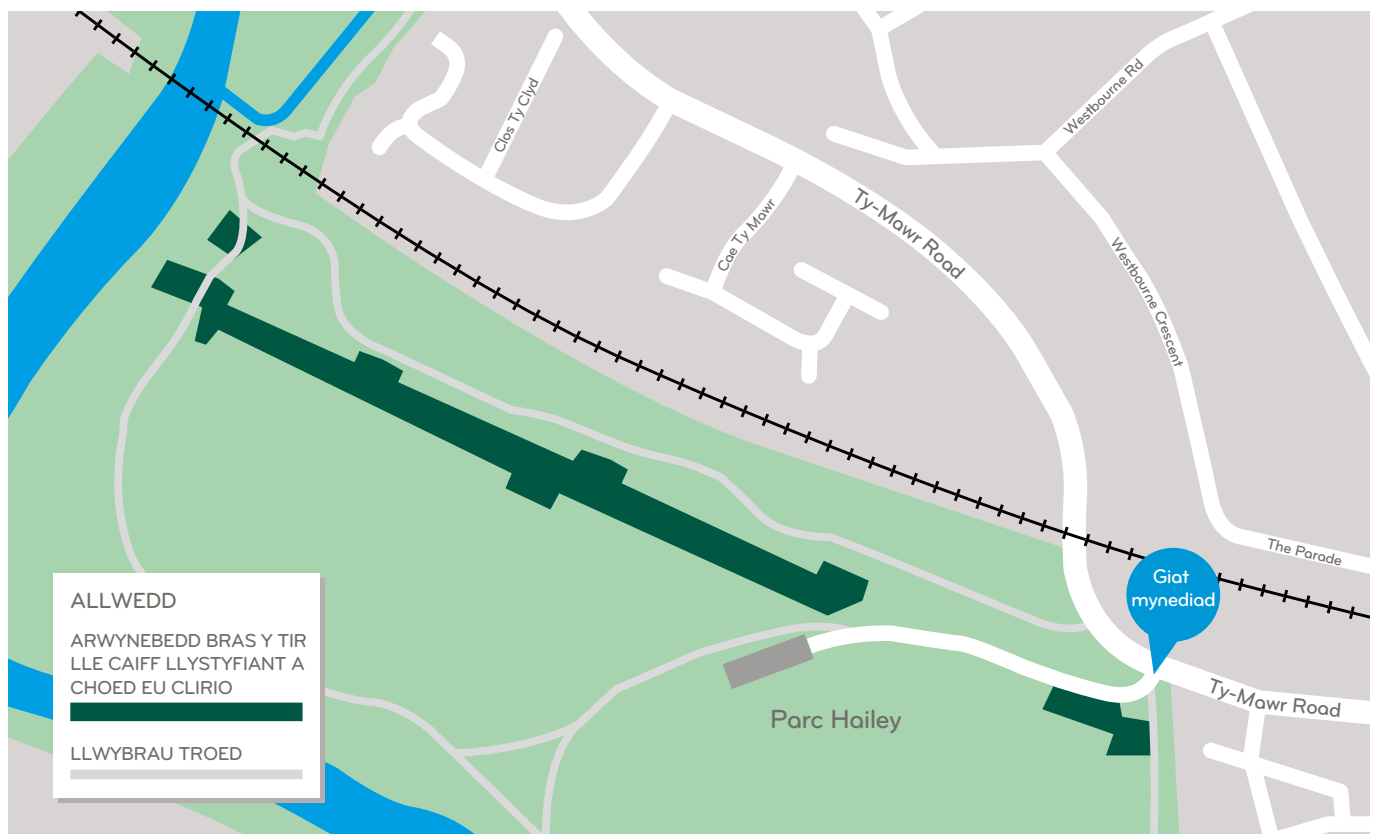 Westbourne Rd
Clos Ty Clyd
Ty-Mawr Road
Cae Ty Mawr
Westbourne Crescent
The Parade
Giat
mynediad
ALLWEDD
ARWYNEBEDD BRAS Y TIR
LLE CAIFF LLYSTYFIANT A
CHOED EU CLIRIO
LLWYBRAU TROED
Ty-Mawr Road
Parc Hailey